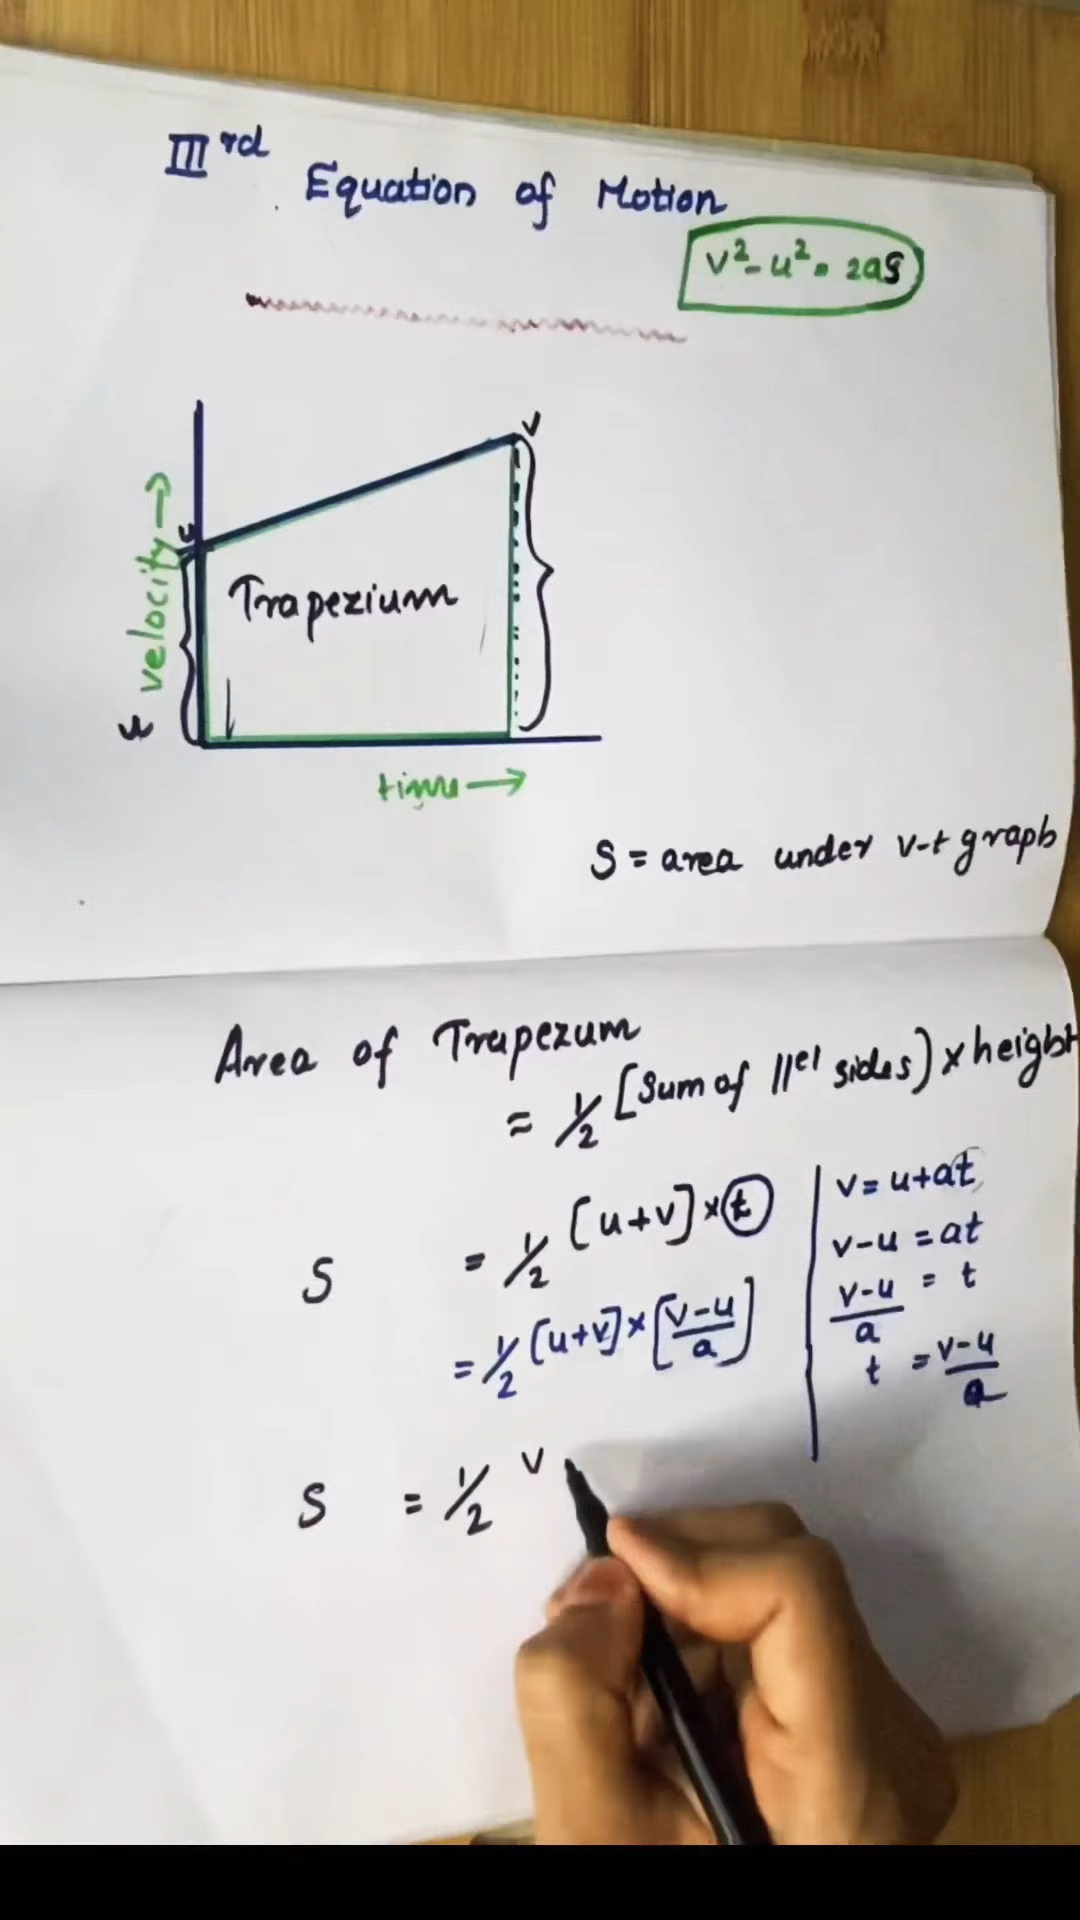 IIIrd
Equation of Motion
v²-u² = 2as
v
u
velocity →
Trapezium
u
time →
S = area under v-t graph
Area of Trapezum
= 1/2 [Sum of ||el sides) x height
S = 1/2 [u+v] x t
= 1/2 [u+v] x [v-u/a]
S = 1/2 v
v = u+at
v-u = at
v-u/a = t
t = v-u/a